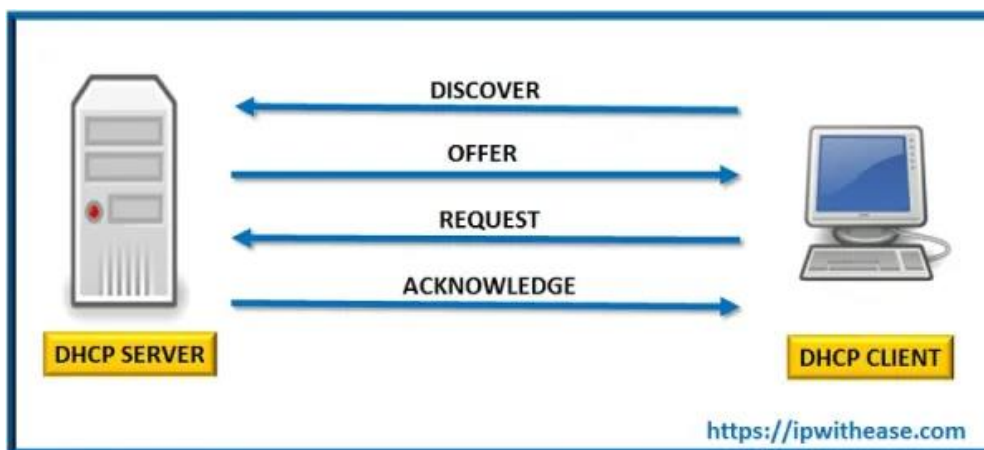 DISCOVER
OFFER
REQUEST
ACKNOWLEDGE
DHCP SERVER
DHCP CLIENT
https://ipwithease.com